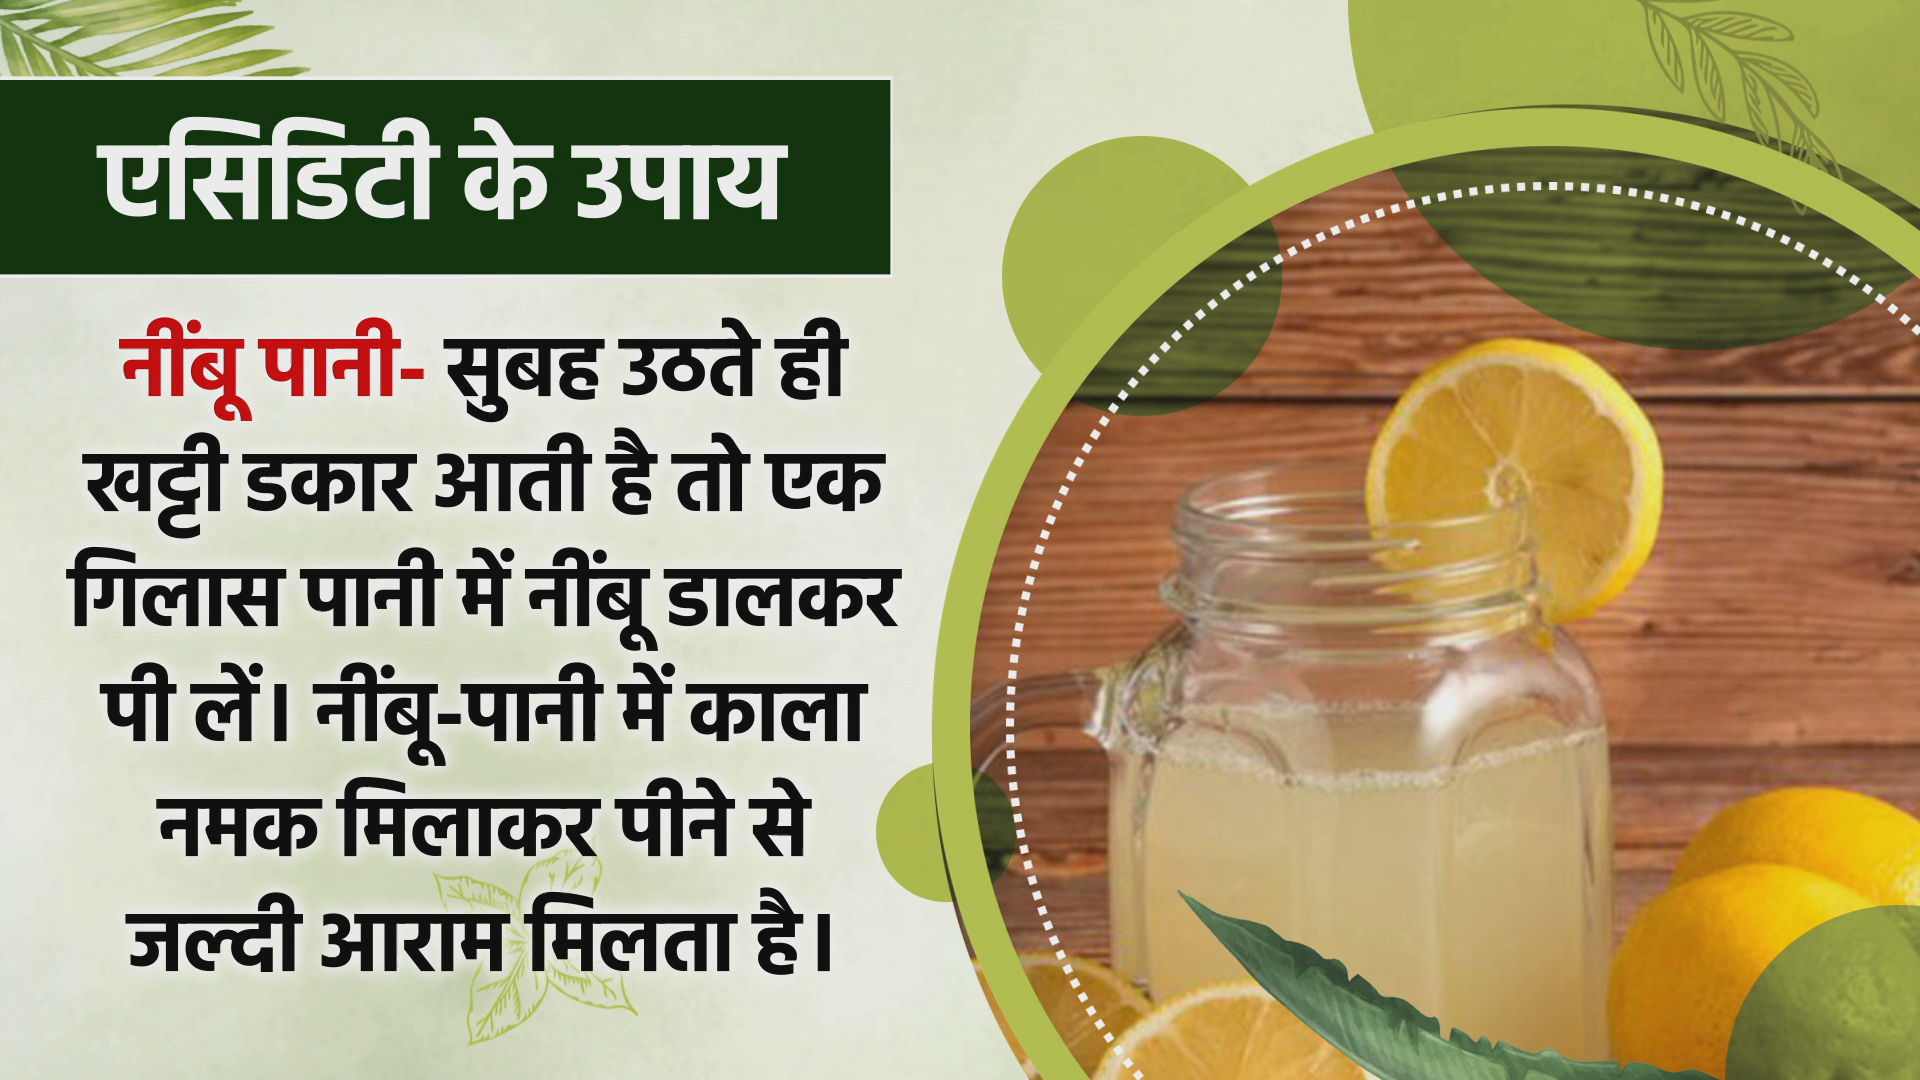 एसिडिटी के उपाय
नींबू पानी- सुबह उठते ही
खट्टी डकार आती है तो एक
गिलास पानी में नींबू डालकर
पी लें। नींबू-पानी में काला
नमक मिलाकर पीने से
जल्दी आराम मिलता है।